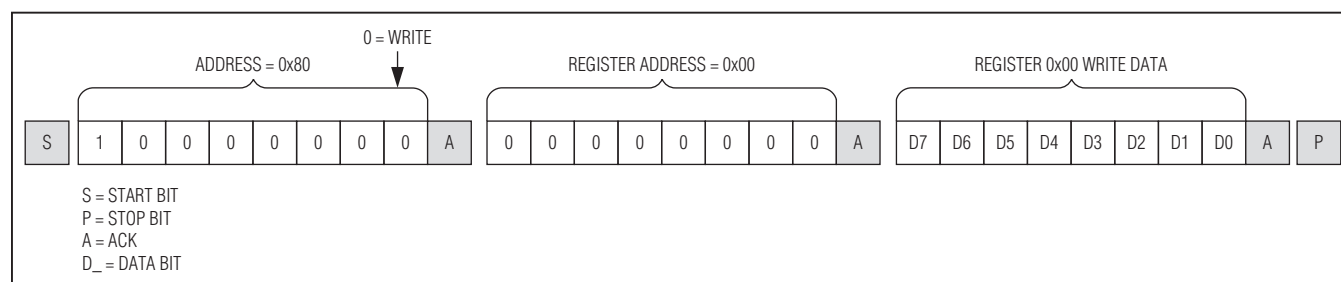 0 = WRITE
ADDRESS = 0x80 REGISTER ADDRESS = 0x00 REGISTER 0x00 WRITE DATA
S 1 0 0 0 0 0 0 0 A 0 0 0 0 0 0 0 0 A D7 D6 D5 D4 D3 D2 D1 D0 A P
S = START BIT
P = STOP BIT
A = ACK
D_ = DATA BIT